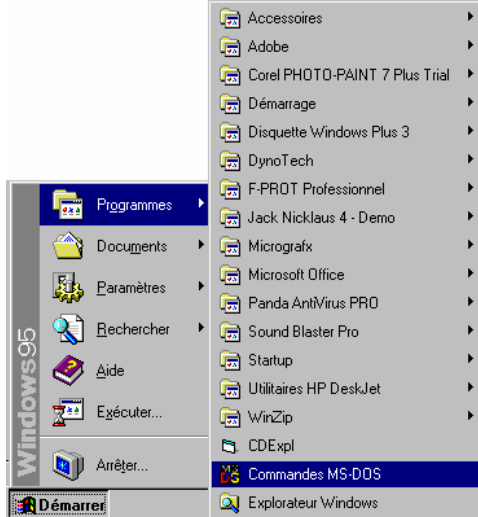 Accessoires
Adobe
Corel PHOTO-PAINT 7 Plus Trial
Démarrage
Disquette Windows Plus 3
DynoTech
F-PROT Professionnel
Jack Nicklaus 4 - Demo
Micrografx
Microsoft Office
Panda AntiVirus PRO
Sound Blaster Pro
Startup
Utilitaires HP DeskJet
WinZip
CDExpl
Commandes MS-DOS
Explorateur Windows
Programmes
Documents
Paramètres
Rechercher
Aide
Exécuter...
Arrêter...
Windows95
Démarrer